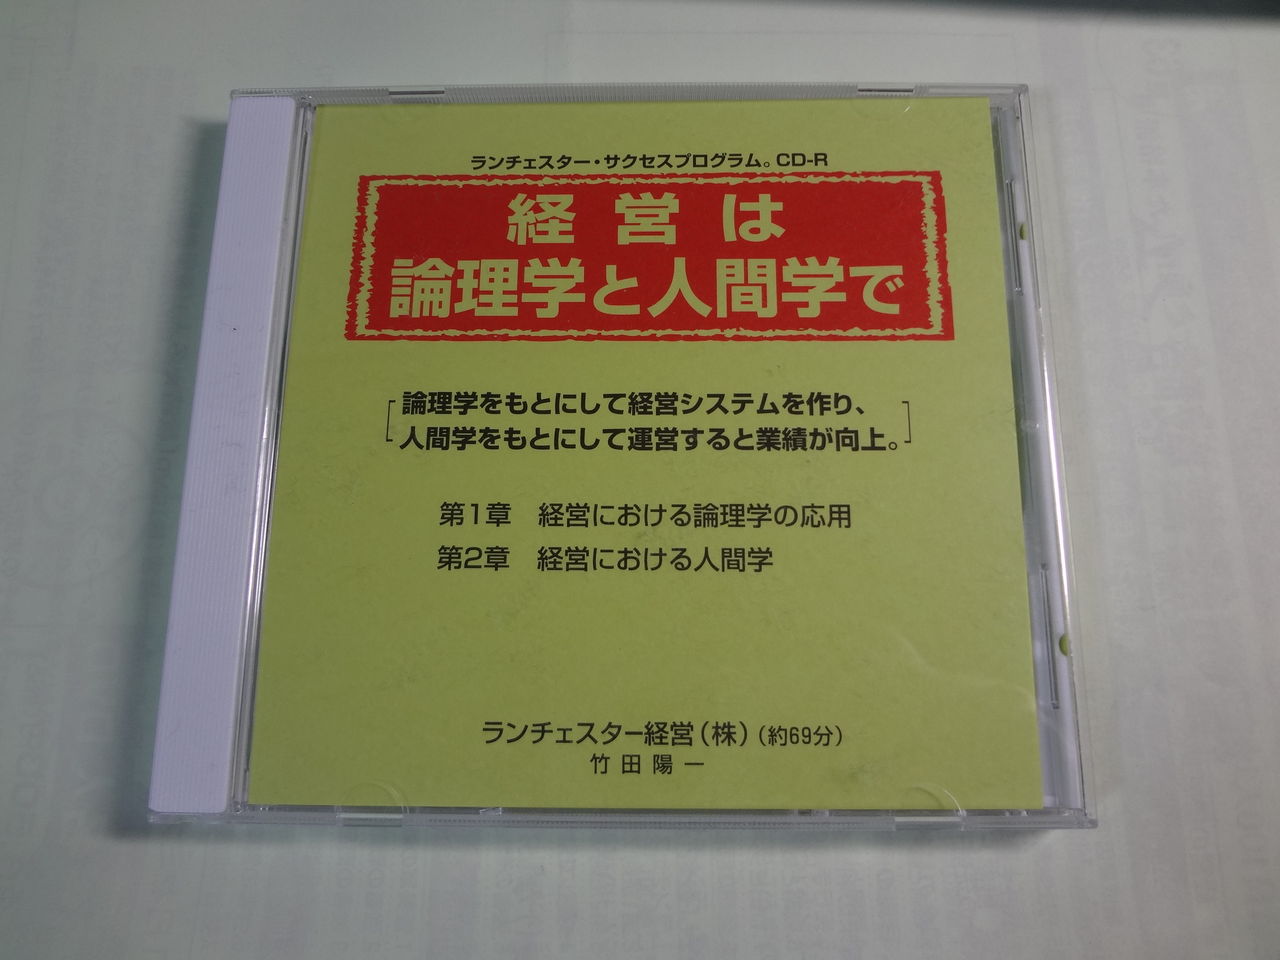 ランチェスター・サクセスプログラム。CD-R
経営は
論理学と人間学で
[論理学をもとにして経営システムを作り、
人間学をもとにして運営すると業績が向上。]
第1章 経営における論理学の応用
第2章 経営における人間学
ランチェスター経営(株)(約69分)
竹田陽一